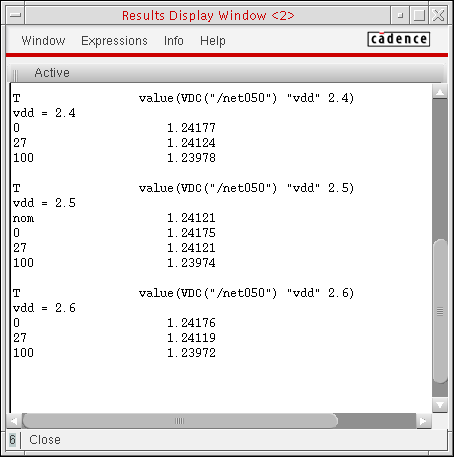 Results Display Window <2>
Window Expressions Info Help cādence
Active
T value(VDC("/net050") "vdd" 2.4)
vdd = 2.4
0 1.24177
27 1.24124
100 1.23978
T value(VDC("/net050") "vdd" 2.5)
vdd = 2.5
nom 1.24121
0 1.24175
27 1.24121
100 1.23974
T value(VDC("/net050") "vdd" 2.6)
vdd = 2.6
0 1.24176
27 1.24119
100 1.23972
6 Close